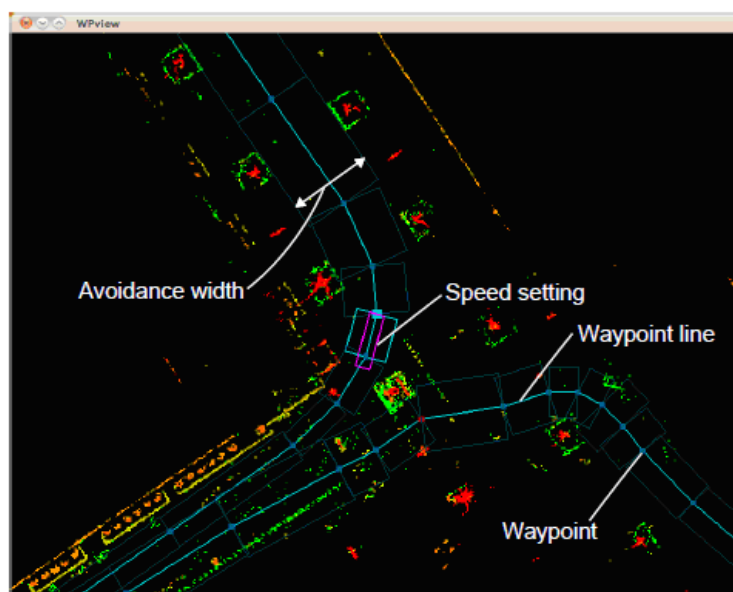 WPview
Avoidance width
Speed setting
Waypoint line
Waypoint